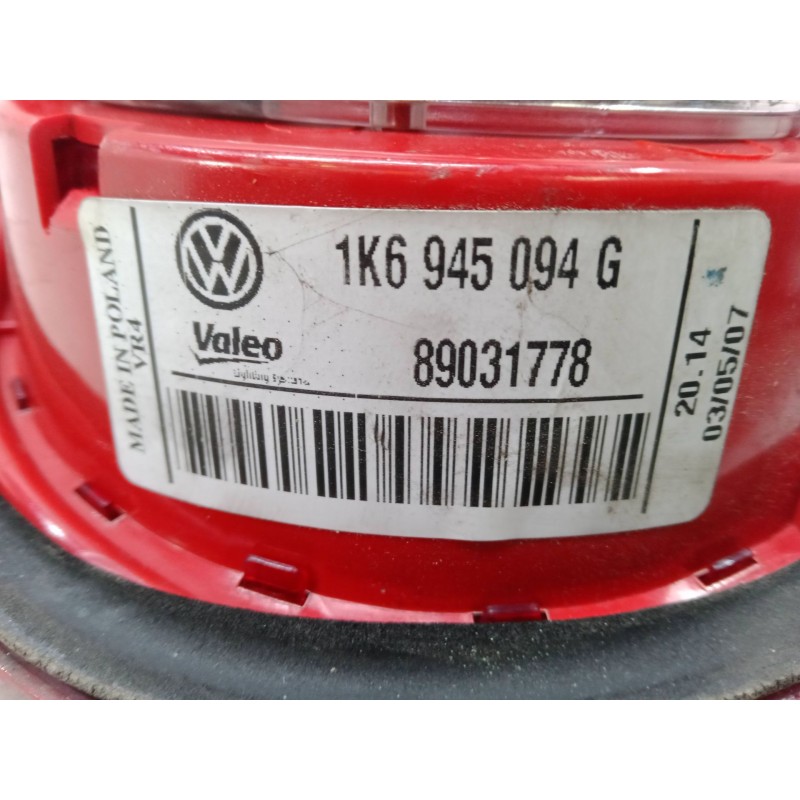 1K6 945 094 G
Valeo
89031778
MADE IN POLAND
VR4
20.14
03/05/07